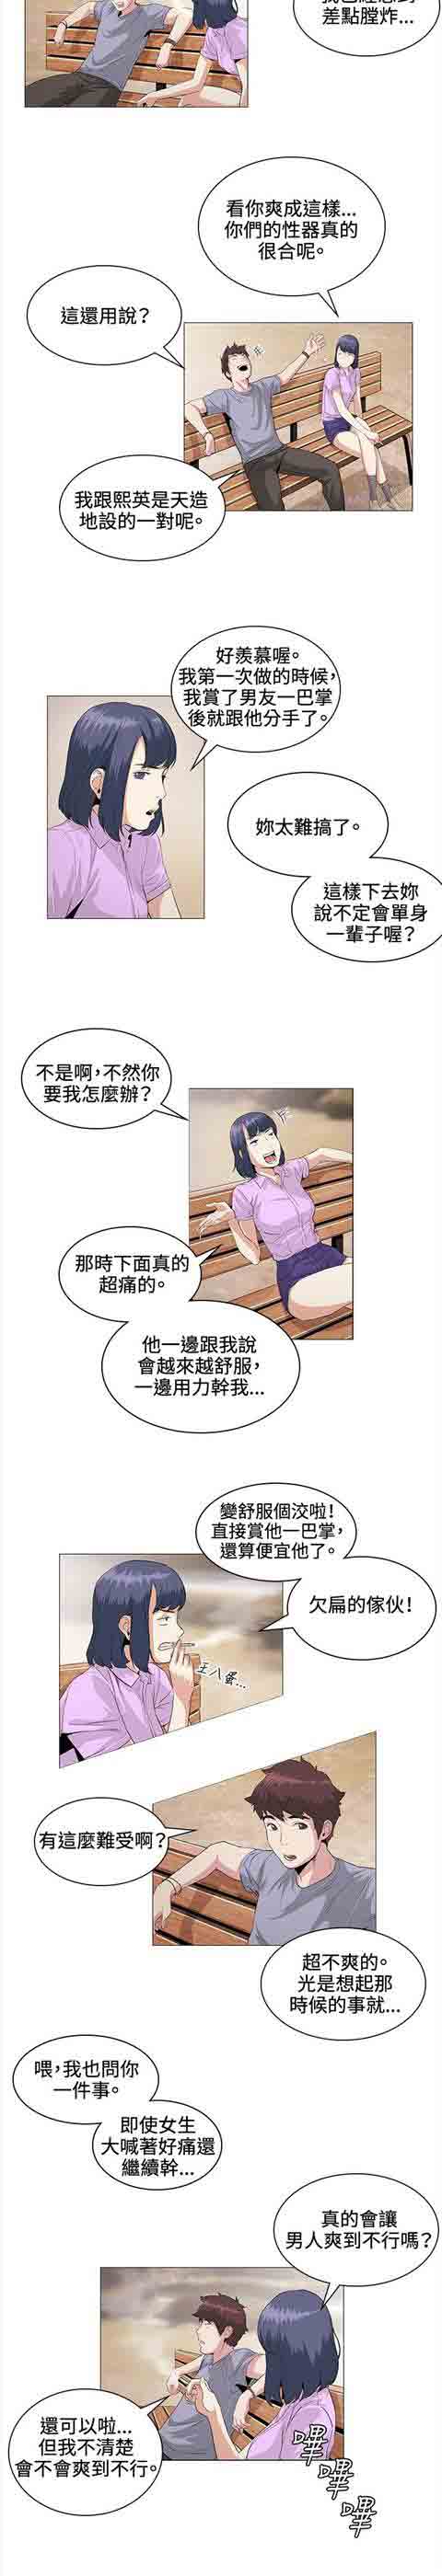 差點膛炸...
看你爽成這樣...
你們的性器真的
很合呢。
這還用說？
我跟熙英是天造
地設的一對呢。
好羨慕喔。
我第一次做的時候，
我賞了男友一巴掌
後就跟他分手了。
妳太難搞了。
這樣下去妳
說不定會單身
一輩子喔？
不是啊，不然你
要我怎麼辦？
那時下面真的
超痛的。
他一邊跟我說
會越來越舒服，
一邊用力幹我...
變舒服個洨啦！
直接賞他一巴掌，
還算便宜他了。
欠扁的傢伙！
王八蛋...
有這麼難受啊？
超不爽的。
光是想起那
時候的事就...
喂，我也問你
一件事。
即使女生
大喊著好痛還
繼續幹...
真的會讓
男人爽到不行嗎？
還可以啦...
但我不清楚
會不會爽到不行。
嗶
嗶
嗶